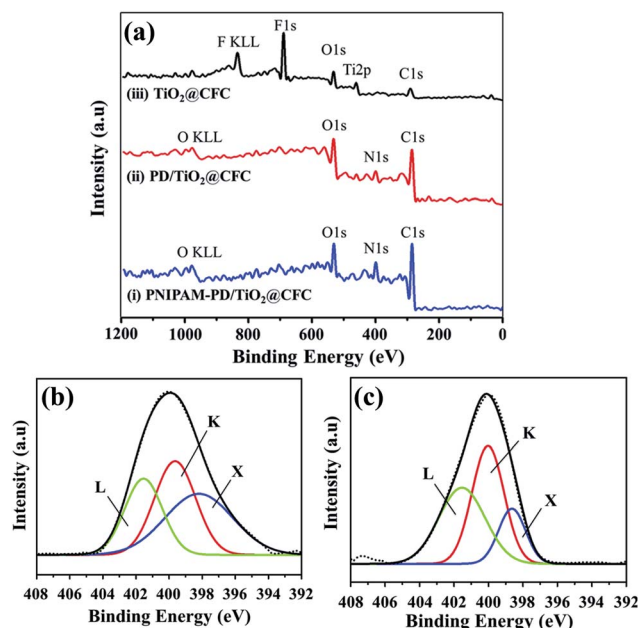 (a)
F KLL
F1s
O1s
Ti2p
C1s
(iii) TiO₂@CFC
O KLL
O1s
N1s
C1s
(ii) PD/TiO₂@CFC
O KLL
O1s
N1s
C1s
(i) PNIPAM-PD/TiO₂@CFC
Intensity (a.u)
1200 1000 800 600 400 200 0
Binding Energy (eV)
(b)
K
L
X
Intensity (a.u)
408 406 404 402 400 398 396 394 392
Binding Energy (eV)
(c)
K
L
X
Intensity (a.u)
408 406 404 402 400 398 396 394 392
Binding Energy (eV)